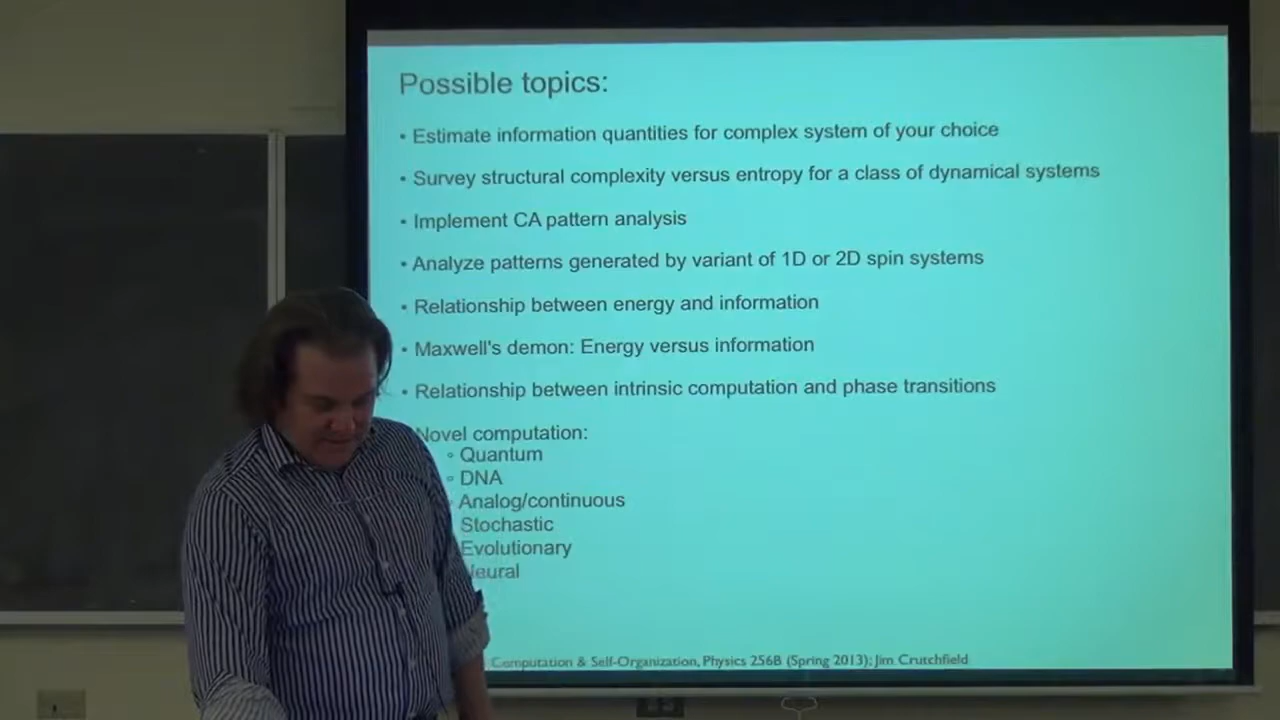 Possible topics:
• Estimate information quantities for complex system of your choice
• Survey structural complexity versus entropy for a class of dynamical systems
• Implement CA pattern analysis
• Analyze patterns generated by variant of 1D or 2D spin systems
• Relationship between energy and information
• Maxwell's demon: Energy versus information
• Relationship between intrinsic computation and phase transitions
Novel computation:
◦ Quantum
◦ DNA
◦ Analog/continuous
Stochastic
Evolutionary
Neural
Computation & Self-Organization, Physics 256B (Spring 2013); Jim Crutchfield